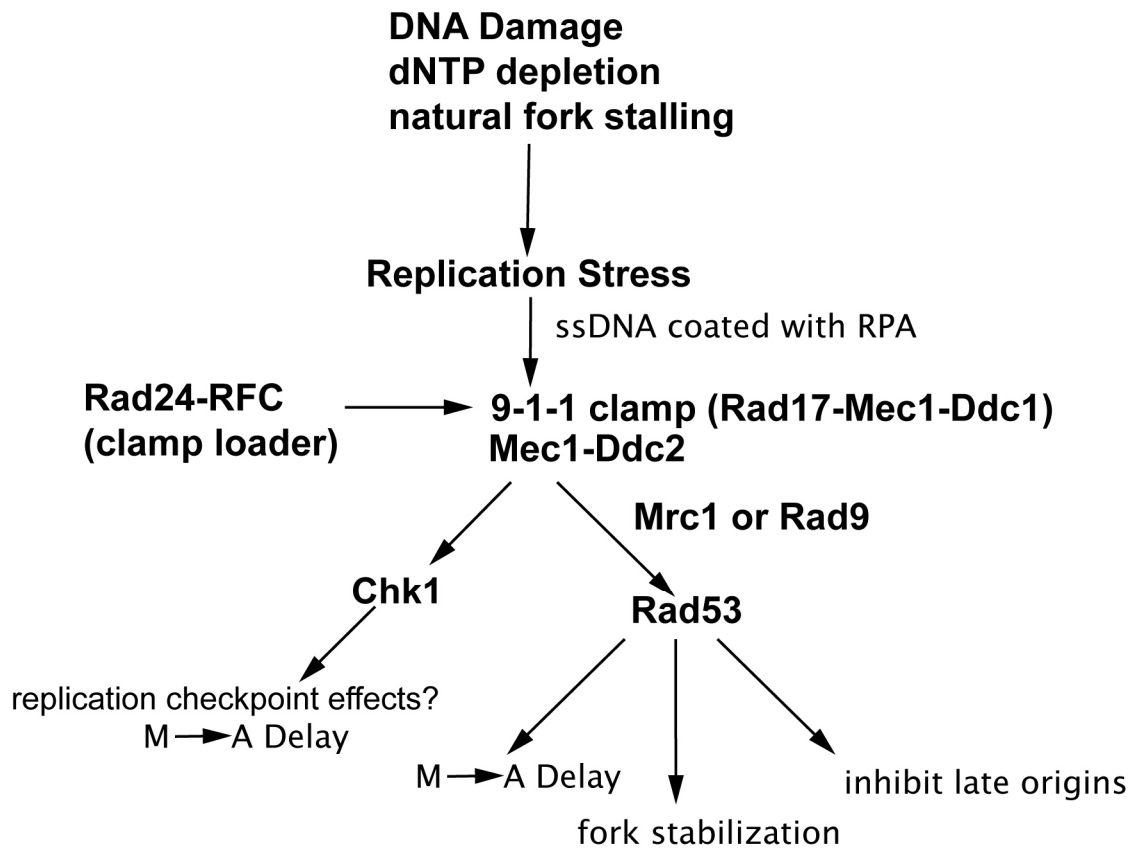 DNA Damage
dNTP depletion
natural fork stalling
Replication Stress
ssDNA coated with RPA
Rad24-RFC
(clamp loader)
9-1-1 clamp (Rad17-Mec1-Ddc1)
Mec1-Ddc2
Mrc1 or Rad9
Chk1
Rad53
replication checkpoint effects?
M A Delay
M A Delay
inhibit late origins
fork stabilization